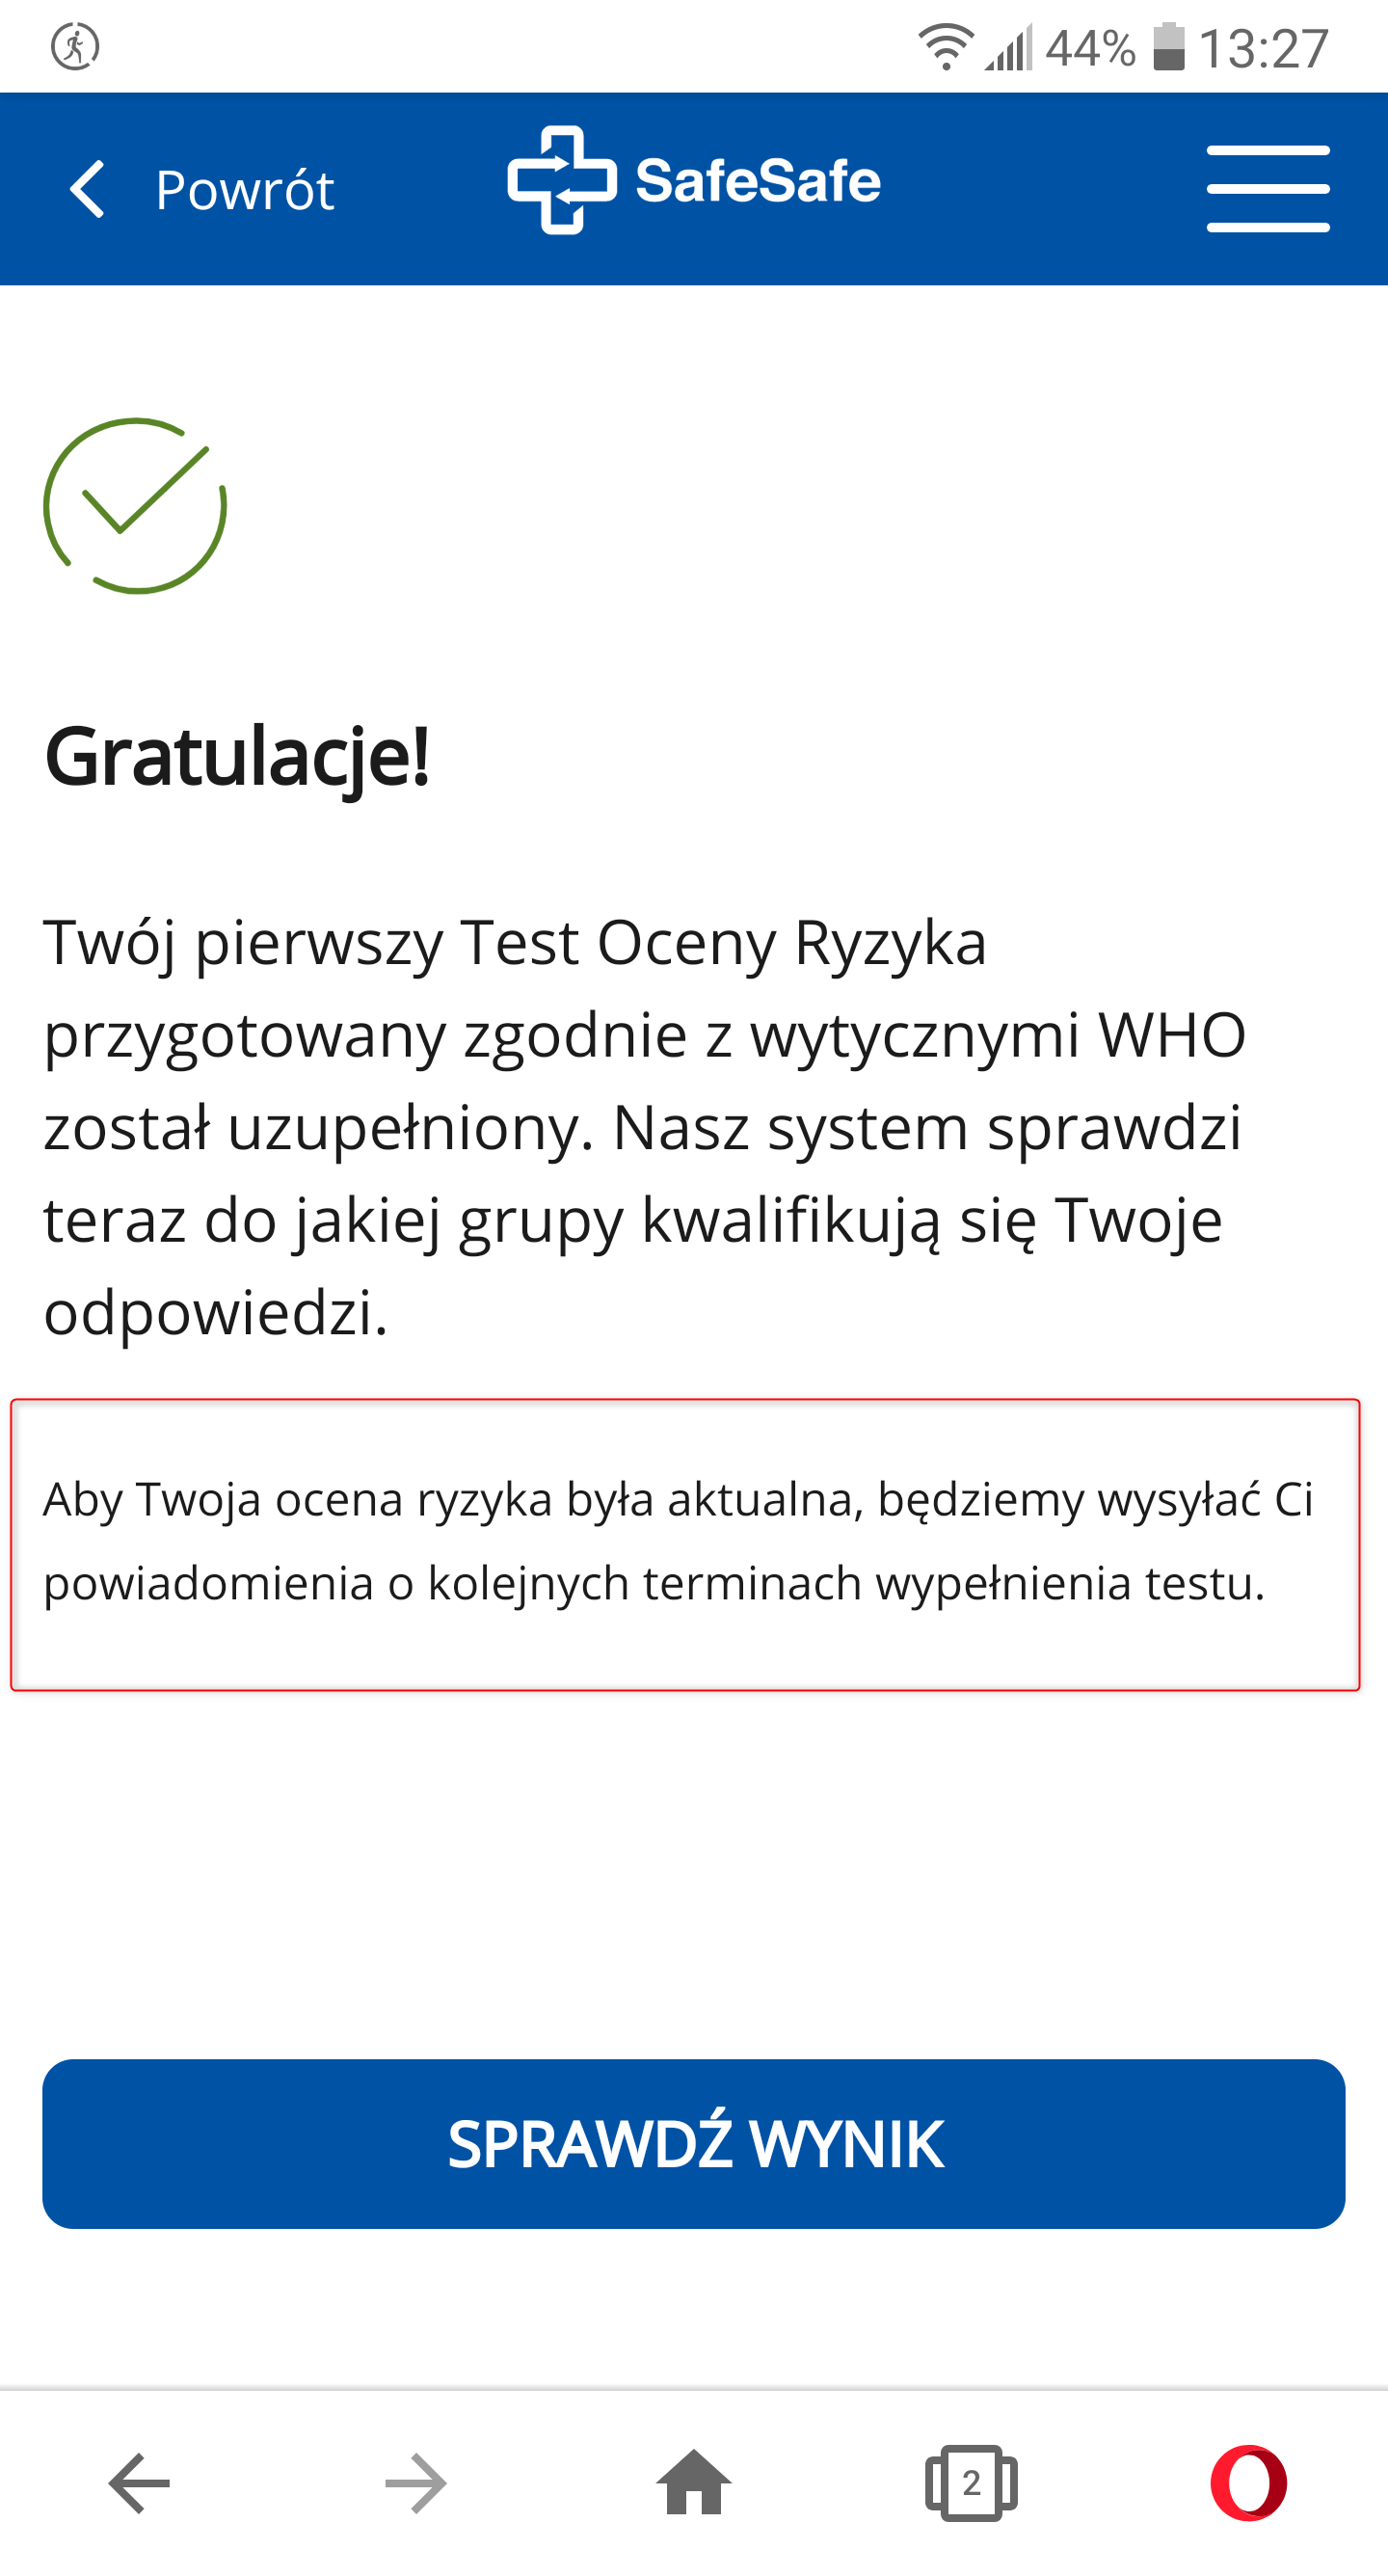 44% 13:27
Powrót
SafeSafe
Gratulacje!
Twój pierwszy Test Oceny Ryzyka
przygotowany zgodnie z wytycznymi WHO
został uzupełniony. Nasz system sprawdzi
teraz do jakiej grupy kwalifikują się Twoje
odpowiedzi.
Aby Twoja ocena ryzyka była aktualna, będziemy wysyłać Ci
powiadomienia o kolejnych terminach wypełnienia testu.
SPRAWDŹ WYNIK
2